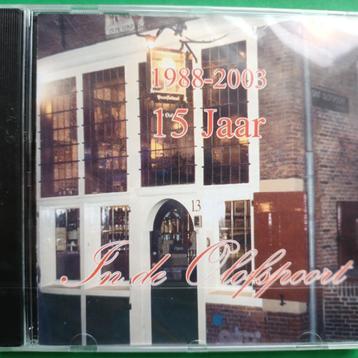 1988-2003
15 Jaar
13
In de Olofspoort